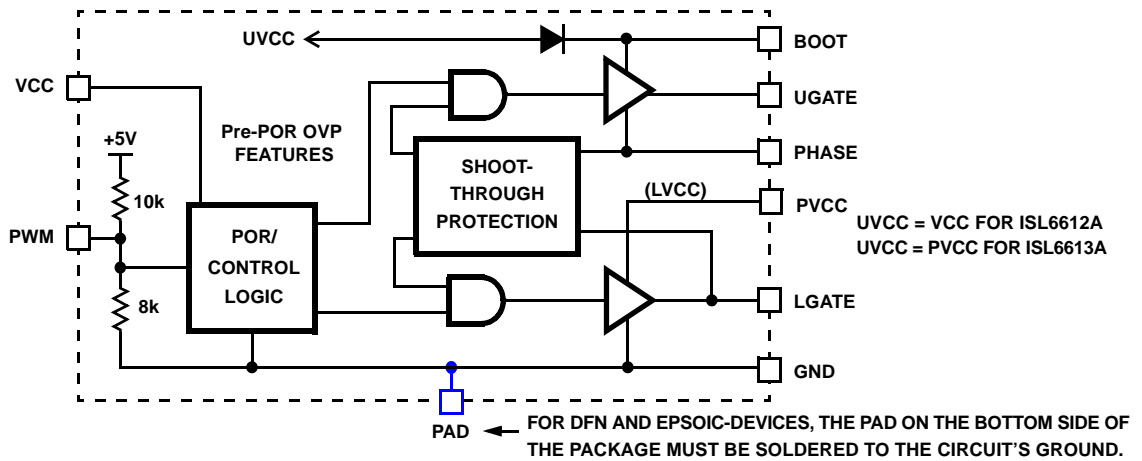 UVCC
BOOT
VCC
UGATE
+5V
Pre-POR OVP
FEATURES
PHASE
SHOOT-
THROUGH
PROTECTION
(LVCC)
10k
PVCC
UVCC = VCC FOR ISL6612A
UVCC = PVCC FOR ISL6613A
PWM
POR/
CONTROL
LOGIC
8k
LGATE
GND
PAD
FOR DFN AND EPSOIC-DEVICES, THE PAD ON THE BOTTOM SIDE OF
THE PACKAGE MUST BE SOLDERED TO THE CIRCUIT'S GROUND.